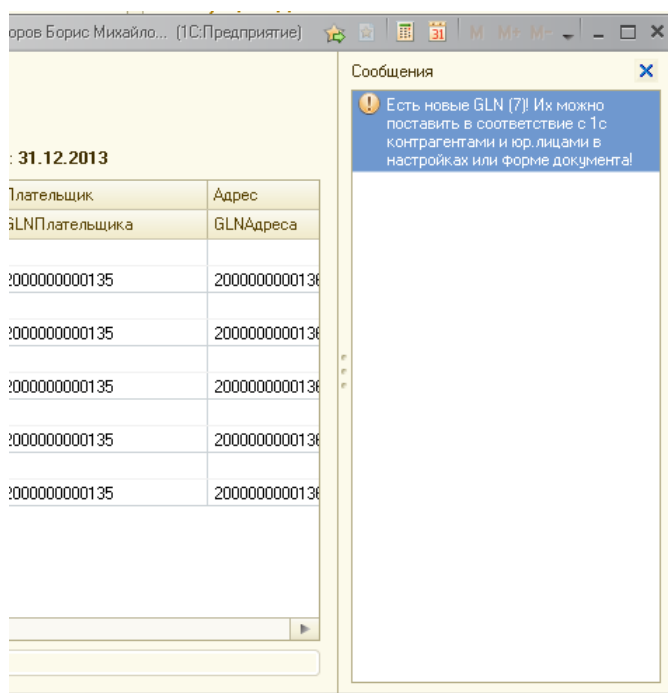 оров Борис Михайло... (1С:Предприятие)
31
M M+ M-
Сообщения
Есть новые GLN (7)! Их можно
поставить в соответствие с 1с
контрагентами и юр.лицами в
настройках или форме документа!
: 31.12.2013
Плательщик Адрес
GLNПлательщика GLNАдреса
2000000000135 2000000000136
2000000000135 2000000000136
2000000000135 2000000000136
2000000000135 2000000000136
2000000000135 2000000000136